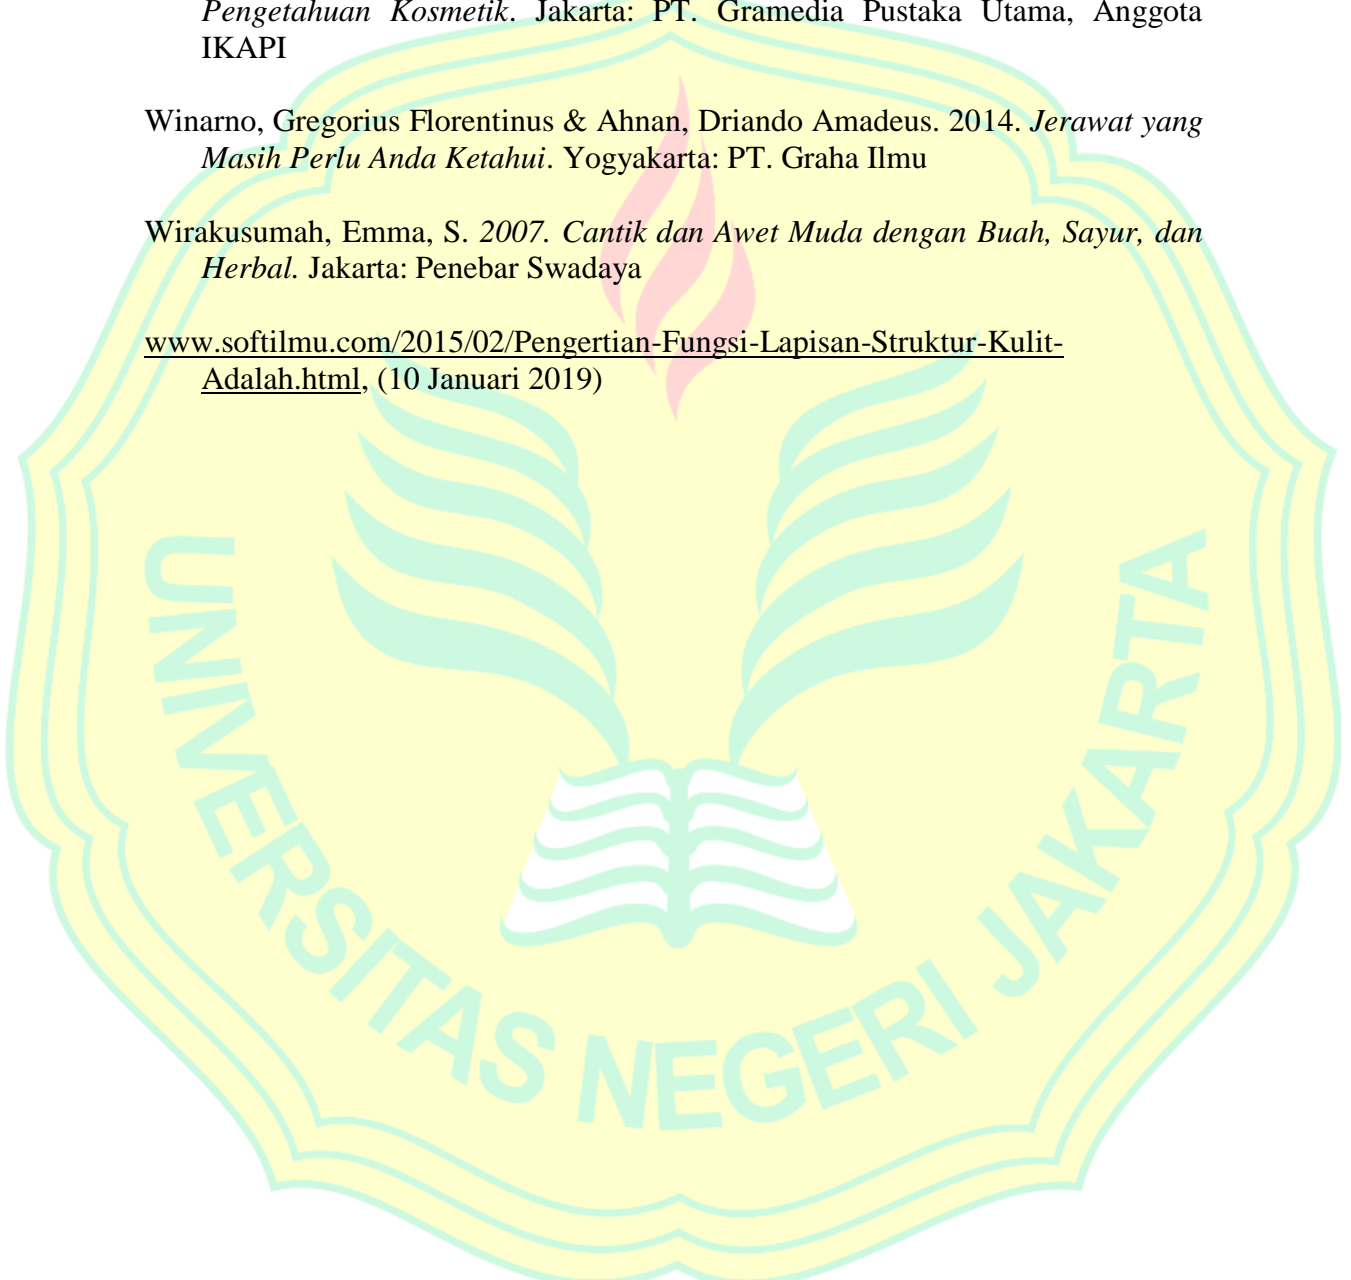 Pengetahuan Kosmetik. Jakarta: PT. Gramedia Pustaka Utama, Anggota
IKAPI
Winarno, Gregorius Florentinus & Ahnan, Driando Amadeus. 2014. Jerawat yang
Masih Perlu Anda Ketahui. Yogyakarta: PT. Graha Ilmu
Wirakusumah, Emma, S. 2007. Cantik dan Awet Muda dengan Buah, Sayur, dan
Herbal. Jakarta: Penebar Swadaya
www.softilmu.com/2015/02/Pengertian-Fungsi-Lapisan-Struktur-Kulit-
Adalah.html, (10 Januari 2019)
UNIVERSITAS NEGERI JAKARTA